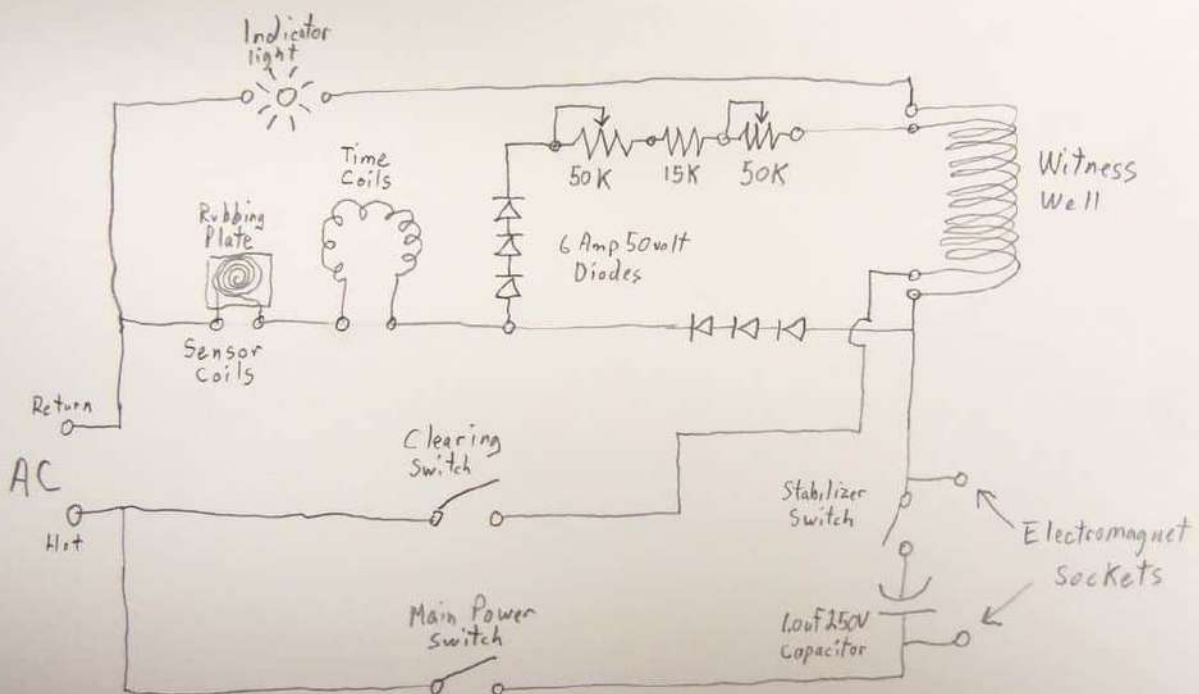 Indicator
light
Time
Coils
50K
15K
50K
Witness
Well
Rubbing
Plate
6 Amp 50volt
Diodes
Sensor
Coils
Return
AC
Hot
Clearing
Switch
Stabilizer
Switch
Electromagnet
Sockets
Main Power
Switch
1.0uf 250V
Capacitor